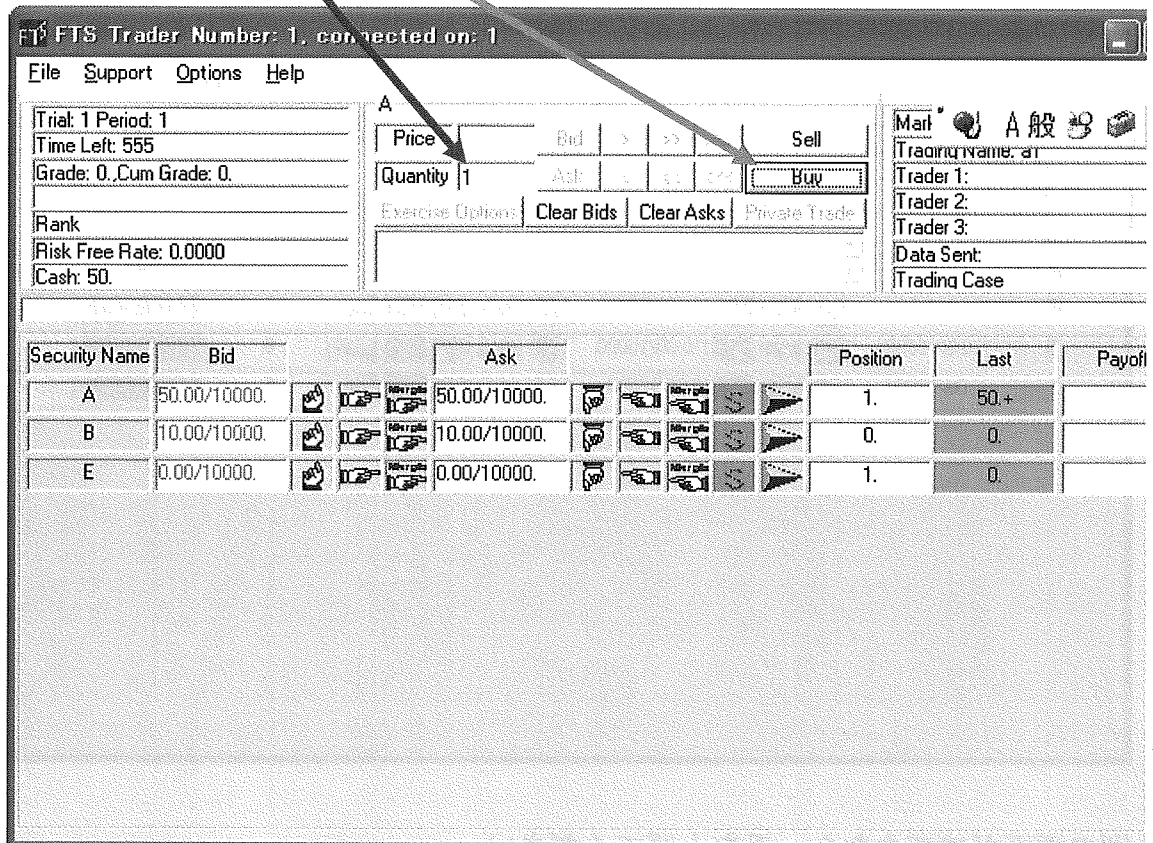 FTS FTS Trader Number: 1, connected on: 1
File Support Options Help
Trial: 1 Period: 1
Time Left: 555
Grade: 0.,Cum Grade: 0.
Rank
Risk Free Rate: 0.0000
Cash: 50.
A
Price Bid > >> Sell
Quantity 1 Ask < << <<< Buy
Exercise Options Clear Bids Clear Asks Private Trade
A 般
Trading Name: a1
Trader 1:
Trader 2:
Trader 3:
Data Sent:
Trading Case
Security Name Bid Ask Position Last Payoff
A 50.00/10000. 50.00/10000. S 1. 50.+
B 10.00/10000. 10.00/10000. S 0. 0.
E 0.00/10000. 0.00/10000. S 1. 0.